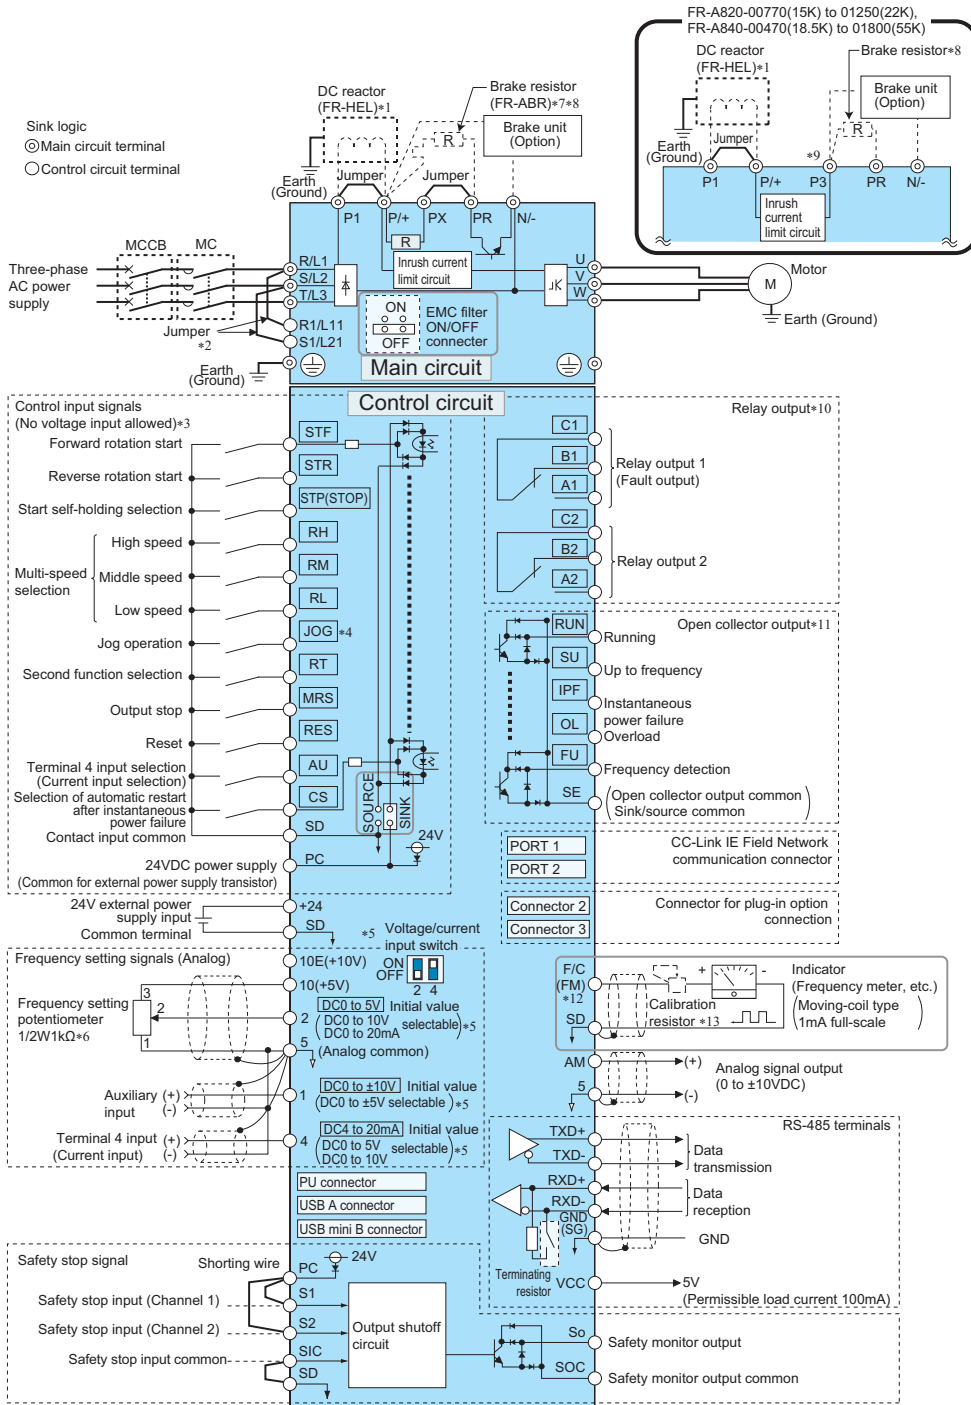 FR-A820-00770(15K) to 01250(22K),
FR-A840-00470(18.5K) to 01800(55K)
DC reactor
(FR-HEL)*1
Brake resistor*8
Brake unit
(Option)
R
Earth
(Ground)
Jumper
*9
P1
P/+
P3
PR
N/-
Inrush
current
limit circuit
Sink logic
Main circuit terminal
Control circuit terminal
DC reactor
(FR-HEL)*1
Brake resistor
(FR-ABR)*7*8
Brake unit
(Option)
R
Earth
(Ground)
Jumper
Jumper
P1
P/+
PX
PR
N/-
R
Inrush current
limit circuit
MCCB
MC
Three-phase
AC power
supply
R/L1
S/L2
T/L3
R1/L11
S1/L21
Jumper
*2
Earth
(Ground)
ON
OFF
EMC filter
ON/OFF
connecter
U
V
W
Motor
M
Earth (Ground)
Main circuit
Control circuit
Control input signals
(No voltage input allowed)*3
Forward rotation start
STF
Reverse rotation start
STR
Start self-holding selection
STP(STOP)
Multi-speed
selection
High speed
RH
Middle speed
RM
Low speed
RL
Jog operation
JOG *4
Second function selection
RT
Output stop
MRS
Reset
RES
Terminal 4 input selection
(Current input selection)
AU
Selection of automatic restart
after instantaneous
power failure
CS
Contact input common
SD
SOURCE
SINK
24V
24VDC power supply
(Common for external power supply transistor)
PC
Relay output*10
C1
B1
A1
Relay output 1
(Fault output)
C2
B2
A2
Relay output 2
Open collector output*11
RUN
Running
SU
Up to frequency
IPF
Instantaneous
power failure
OL
Overload
FU
Frequency detection
SE
(Open collector output common
Sink/source common)
PORT 1
PORT 2
CC-Link IE Field Network
communication connector
Connector 2
Connector 3
Connector for plug-in option
connection
24V external power
supply input
Common terminal
+24
SD
*5
Voltage/current
input switch
ON
OFF
2 4
Frequency setting signals (Analog)
10E(+10V)
10(+5V)
Frequency setting
potentiometer
1/2W1kΩ*6
3
2
1
2
DC0 to 5V Initial value
(DC0 to 10V
DC0 to 20mA selectable)*5
5
(Analog common)
Auxiliary
input
(+)
(-)
1
DC0 to ±10V Initial value
(DC0 to ±5V selectable)*5
Terminal 4 input
(Current input)
(+)
(-)
4
DC4 to 20mA Initial value
(DC0 to 5V
DC0 to 10V selectable)*5
F/C
(FM)
*12
SD
Calibration
resistor *13
+
-
Indicator
(Frequency meter, etc.)
(Moving-coil type
1mA full-scale)
AM
5
(+)
(-)
Analog signal output
(0 to ±10VDC)
RS-485 terminals
TXD+
TXD-
Data
transmission
RXD+
RXD-
Data
reception
GND
(SG)
GND
Terminating
resistor
VCC
5V
(Permissible load current 100mA)
PU connector
USB A connector
USB mini B connector
Safety stop signal
Shorting wire
PC
24V
Safety stop input (Channel 1)
S1
Safety stop input (Channel 2)
S2
Safety stop input common
SIC
SD
Output shutoff
circuit
So
Safety monitor output
SOC
Safety monitor output common